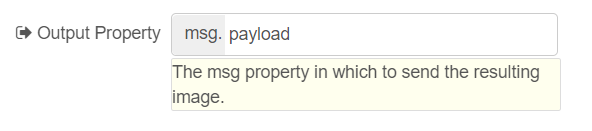 Output Property msg. payload
The msg property in which to send the resulting
image.